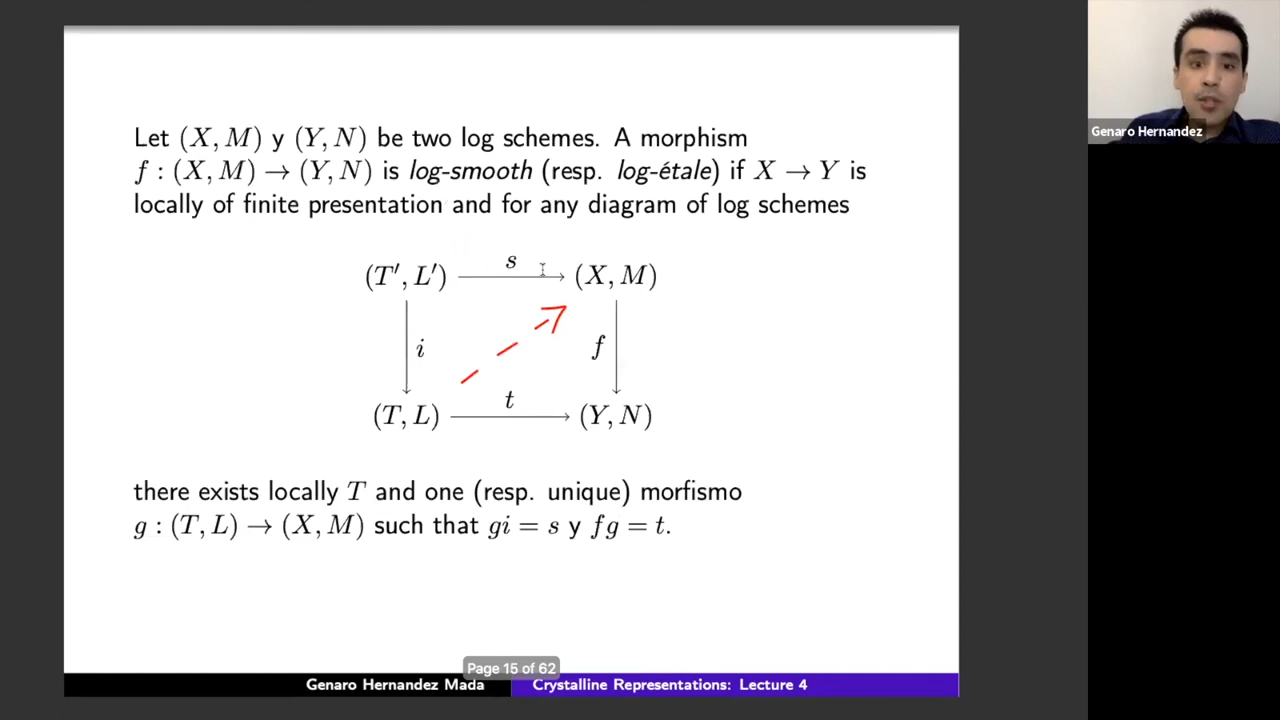 Let (X, M) y (Y, N) be two log schemes. A morphism
f : (X, M) → (Y, N) is log-smooth (resp. log-étale) if X → Y is
locally of finite presentation and for any diagram of log schemes
(T′, L′) s (X, M)
i f
(T, L) t (Y, N)
there exists locally T and one (resp. unique) morfismo
g : (T, L) → (X, M) such that gi = s y fg = t.
Page 15 of 62
Genaro Hernandez Mada Crystalline Representations: Lecture 4
Genaro Hernandez